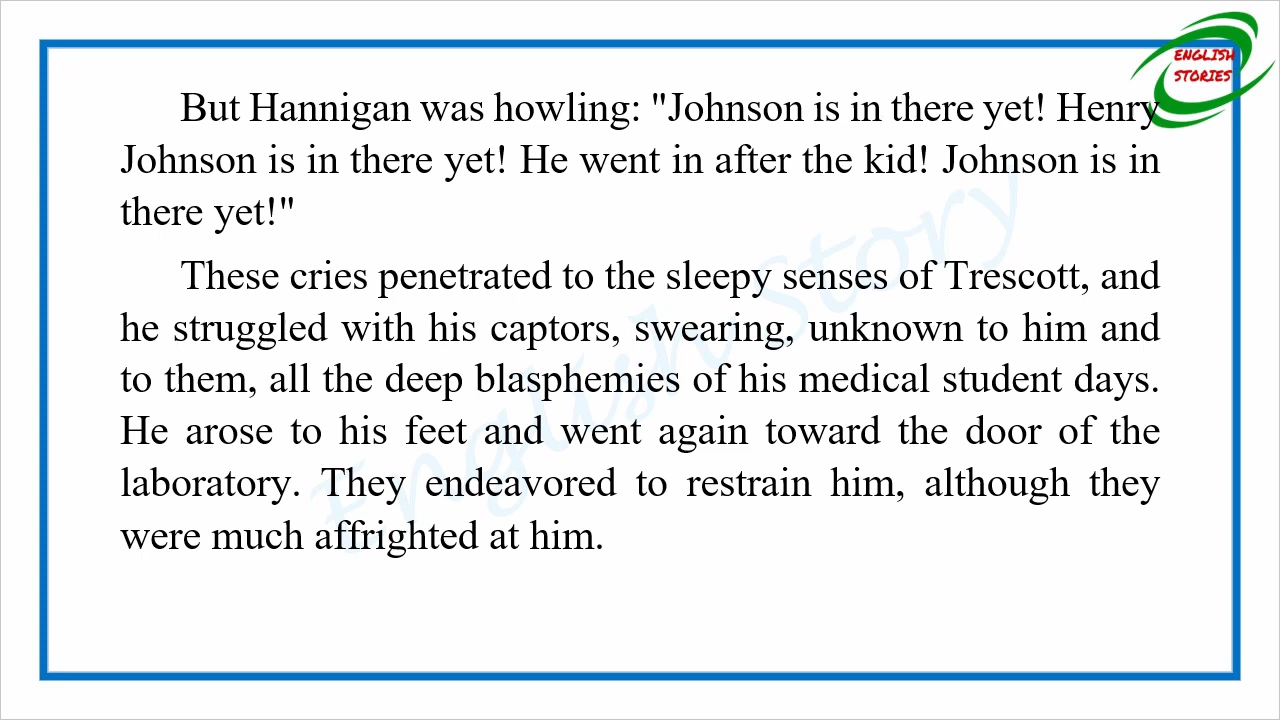 ENGLISH
STORIES
But Hannigan was howling: "Johnson is in there yet! Henry
Johnson is in there yet! He went in after the kid! Johnson is in
there yet!"
These cries penetrated to the sleepy senses of Trescott, and
he struggled with his captors, swearing, unknown to him and
to them, all the deep blasphemies of his medical student days.
He arose to his feet and went again toward the door of the
laboratory. They endeavored to restrain him, although they
were much affrighted at him.
English Story